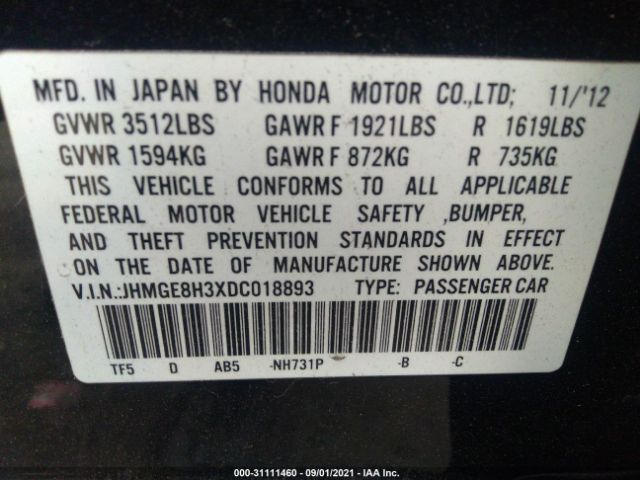 MFD. IN JAPAN BY HONDA MOTOR CO.,LTD; 11/'12
GVWR 3512LBS GAWR F 1921LBS R 1619LBS
GVWR 1594KG GAWR F 872KG R 735KG
THIS VEHICLE CONFORMS TO ALL APPLICABLE
FEDERAL MOTOR VEHICLE SAFETY ,BUMPER,
AND THEFT PREVENTION STANDARDS IN EFFECT
ON THE DATE OF MANUFACTURE SHOWN ABOVE.
V.I.N.:JHMGE8H3XDC018893 TYPE: PASSENGER CAR
TF5 D AB5 -NH731P -B -C
000-31111460 - 09/01/2021 - IAA Inc.